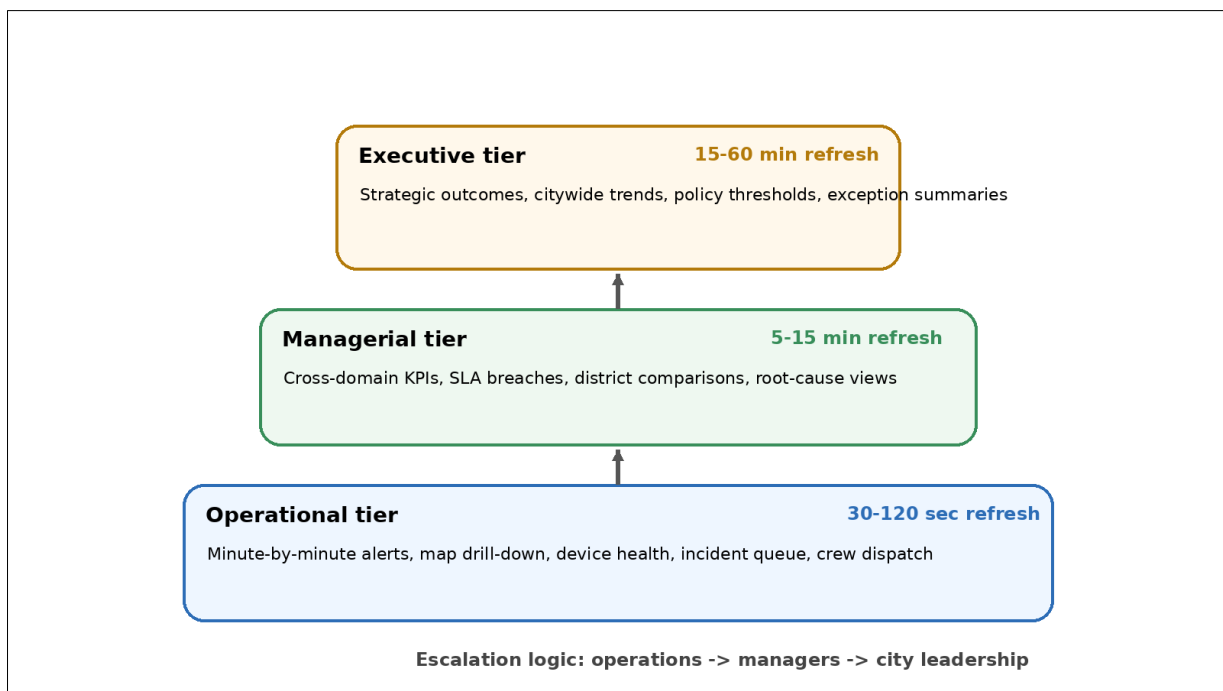 Executive tier
15-60 min refresh
Strategic outcomes, citywide trends, policy thresholds, exception summaries
Managerial tier
5-15 min refresh
Cross-domain KPIs, SLA breaches, district comparisons, root-cause views
Operational tier
30-120 sec refresh
Minute-by-minute alerts, map drill-down, device health, incident queue, crew dispatch
Escalation logic: operations -> managers -> city leadership